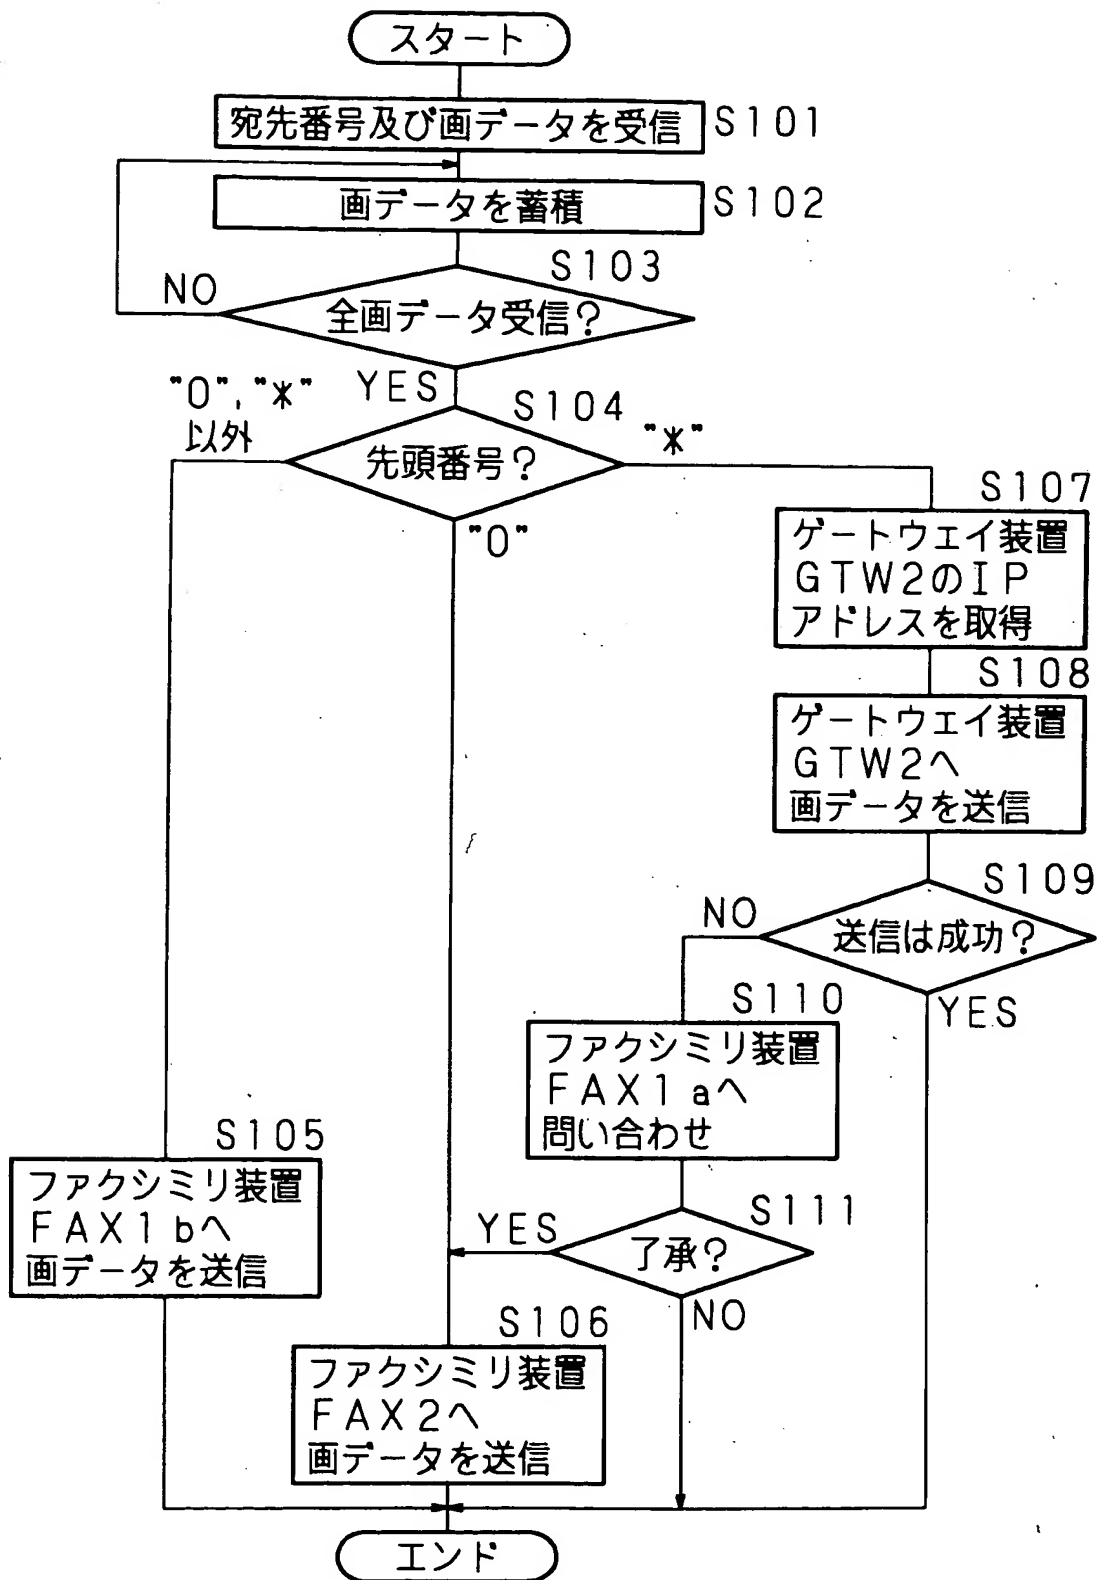 スタート
宛先番号及び画データを受信
S101
画データを蓄積
S102
S103
NO
全画データ受信?
YES
"0","*"
以外
S104
先頭番号?
"*"
"0"
S107
ゲートウェイ装置
GTW2のIP
アドレスを取得
S108
ゲートウェイ装置
GTW2へ
画データを送信
S109
NO
送信は成功?
YES
S110
ファクシミリ装置
FAX1aへ
問い合わせ
S105
ファクシミリ装置
FAX1bへ
画データを送信
S111
YES
了承?
NO
S106
ファクシミリ装置
FAX2へ
画データを送信
エンド